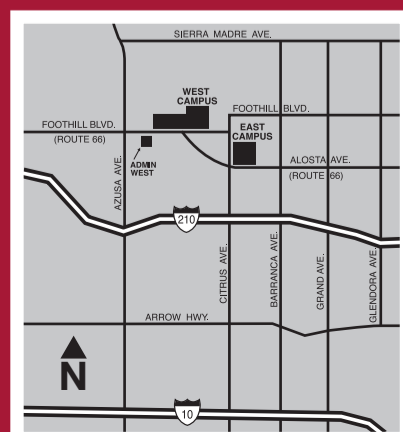 SIERRA MADRE AVE.
WEST
CAMPUS
FOOTHILL BLVD.
FOOTHILL BLVD.
(ROUTE 66)
EAST
CAMPUS
ADMIN
WEST
ALOSTA AVE.
(ROUTE 66)
AZUSA AVE.
210
CITRUS AVE.
BARRANCA AVE.
GRAND AVE.
GLENDORA AVE.
ARROW HWY.
N
10